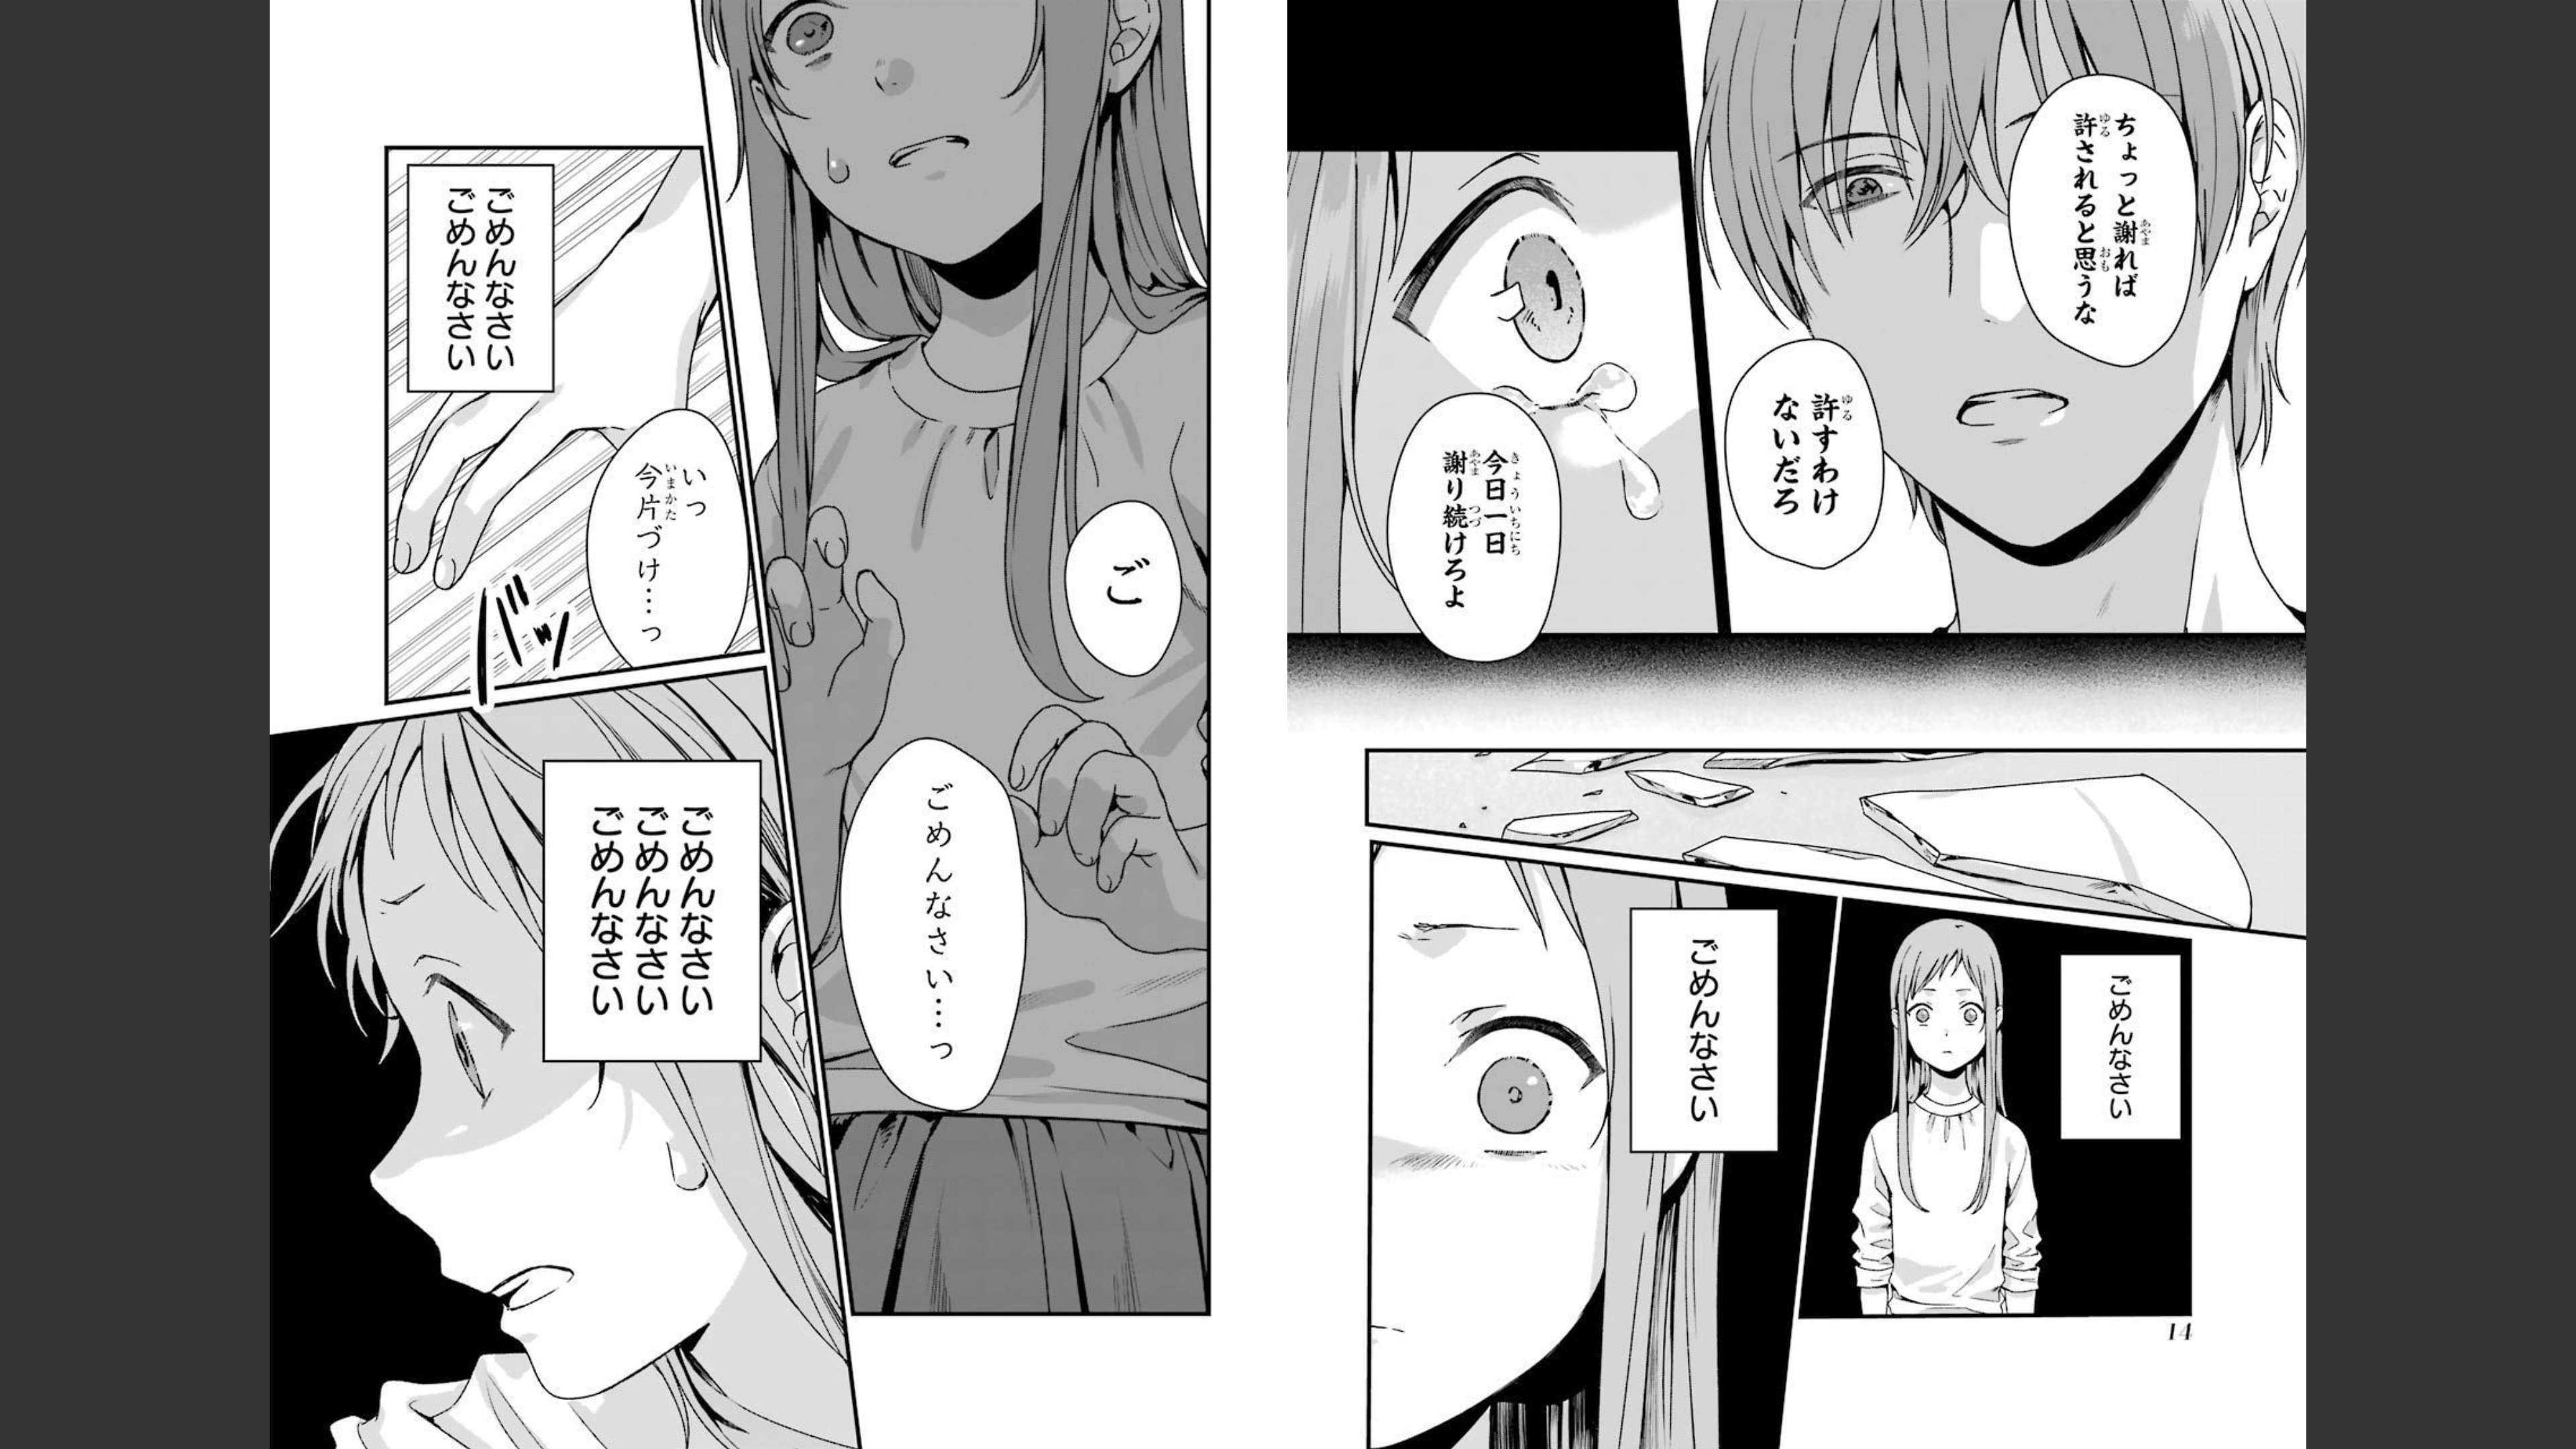 ちょっと謝れば
許されると思うな
許すわけ
ないだろ
今日一日
謝り続けろよ
ごめんなさい
ごめんなさい
14
ご
ごめんなさい…っ
いっ
今片づけ…っ
ごめんなさい
ごめんなさい
バッ
ごめんなさい
ごめんなさい
ごめんなさい